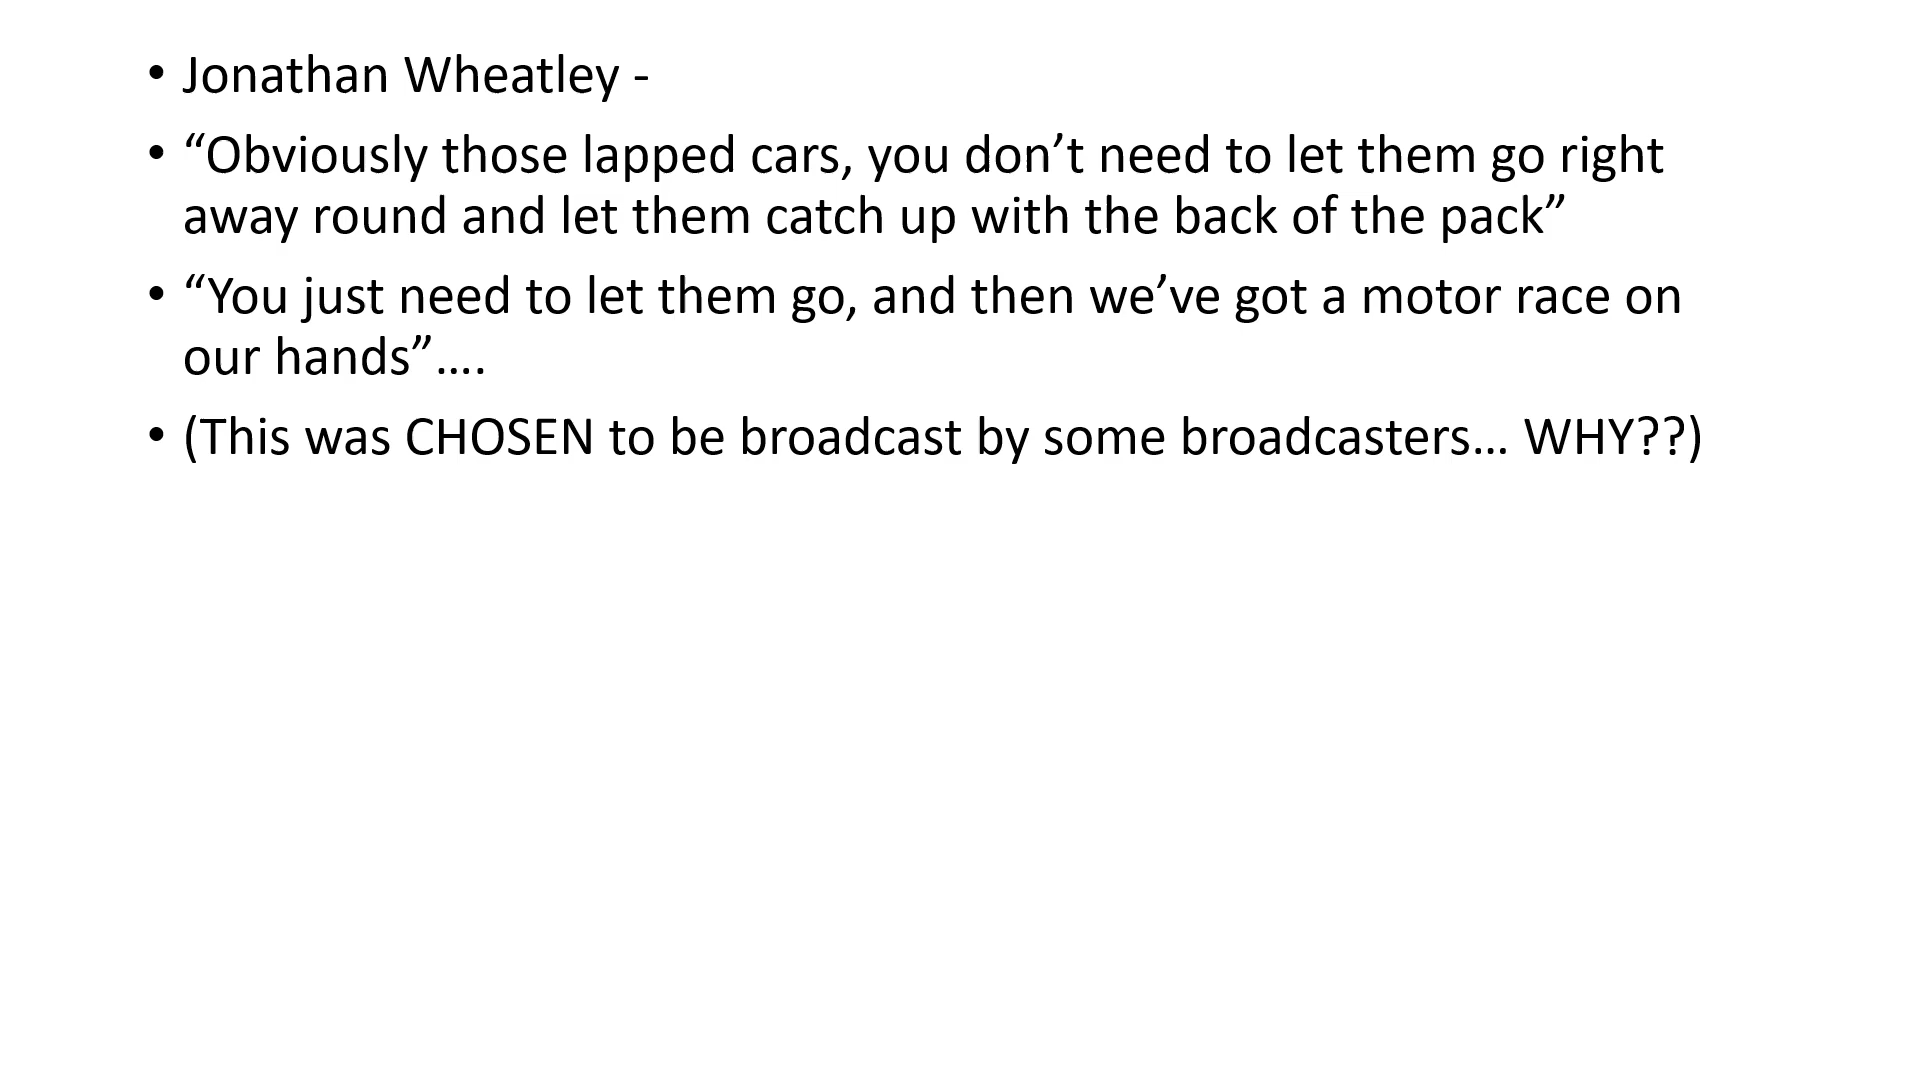 • Jonathan Wheatley -
• “Obviously those lapped cars, you don’t need to let them go right
away round and let them catch up with the back of the pack”
• “You just need to let them go, and then we’ve got a motor race on
our hands”….
• (This was CHOSEN to be broadcast by some broadcasters… WHY??)